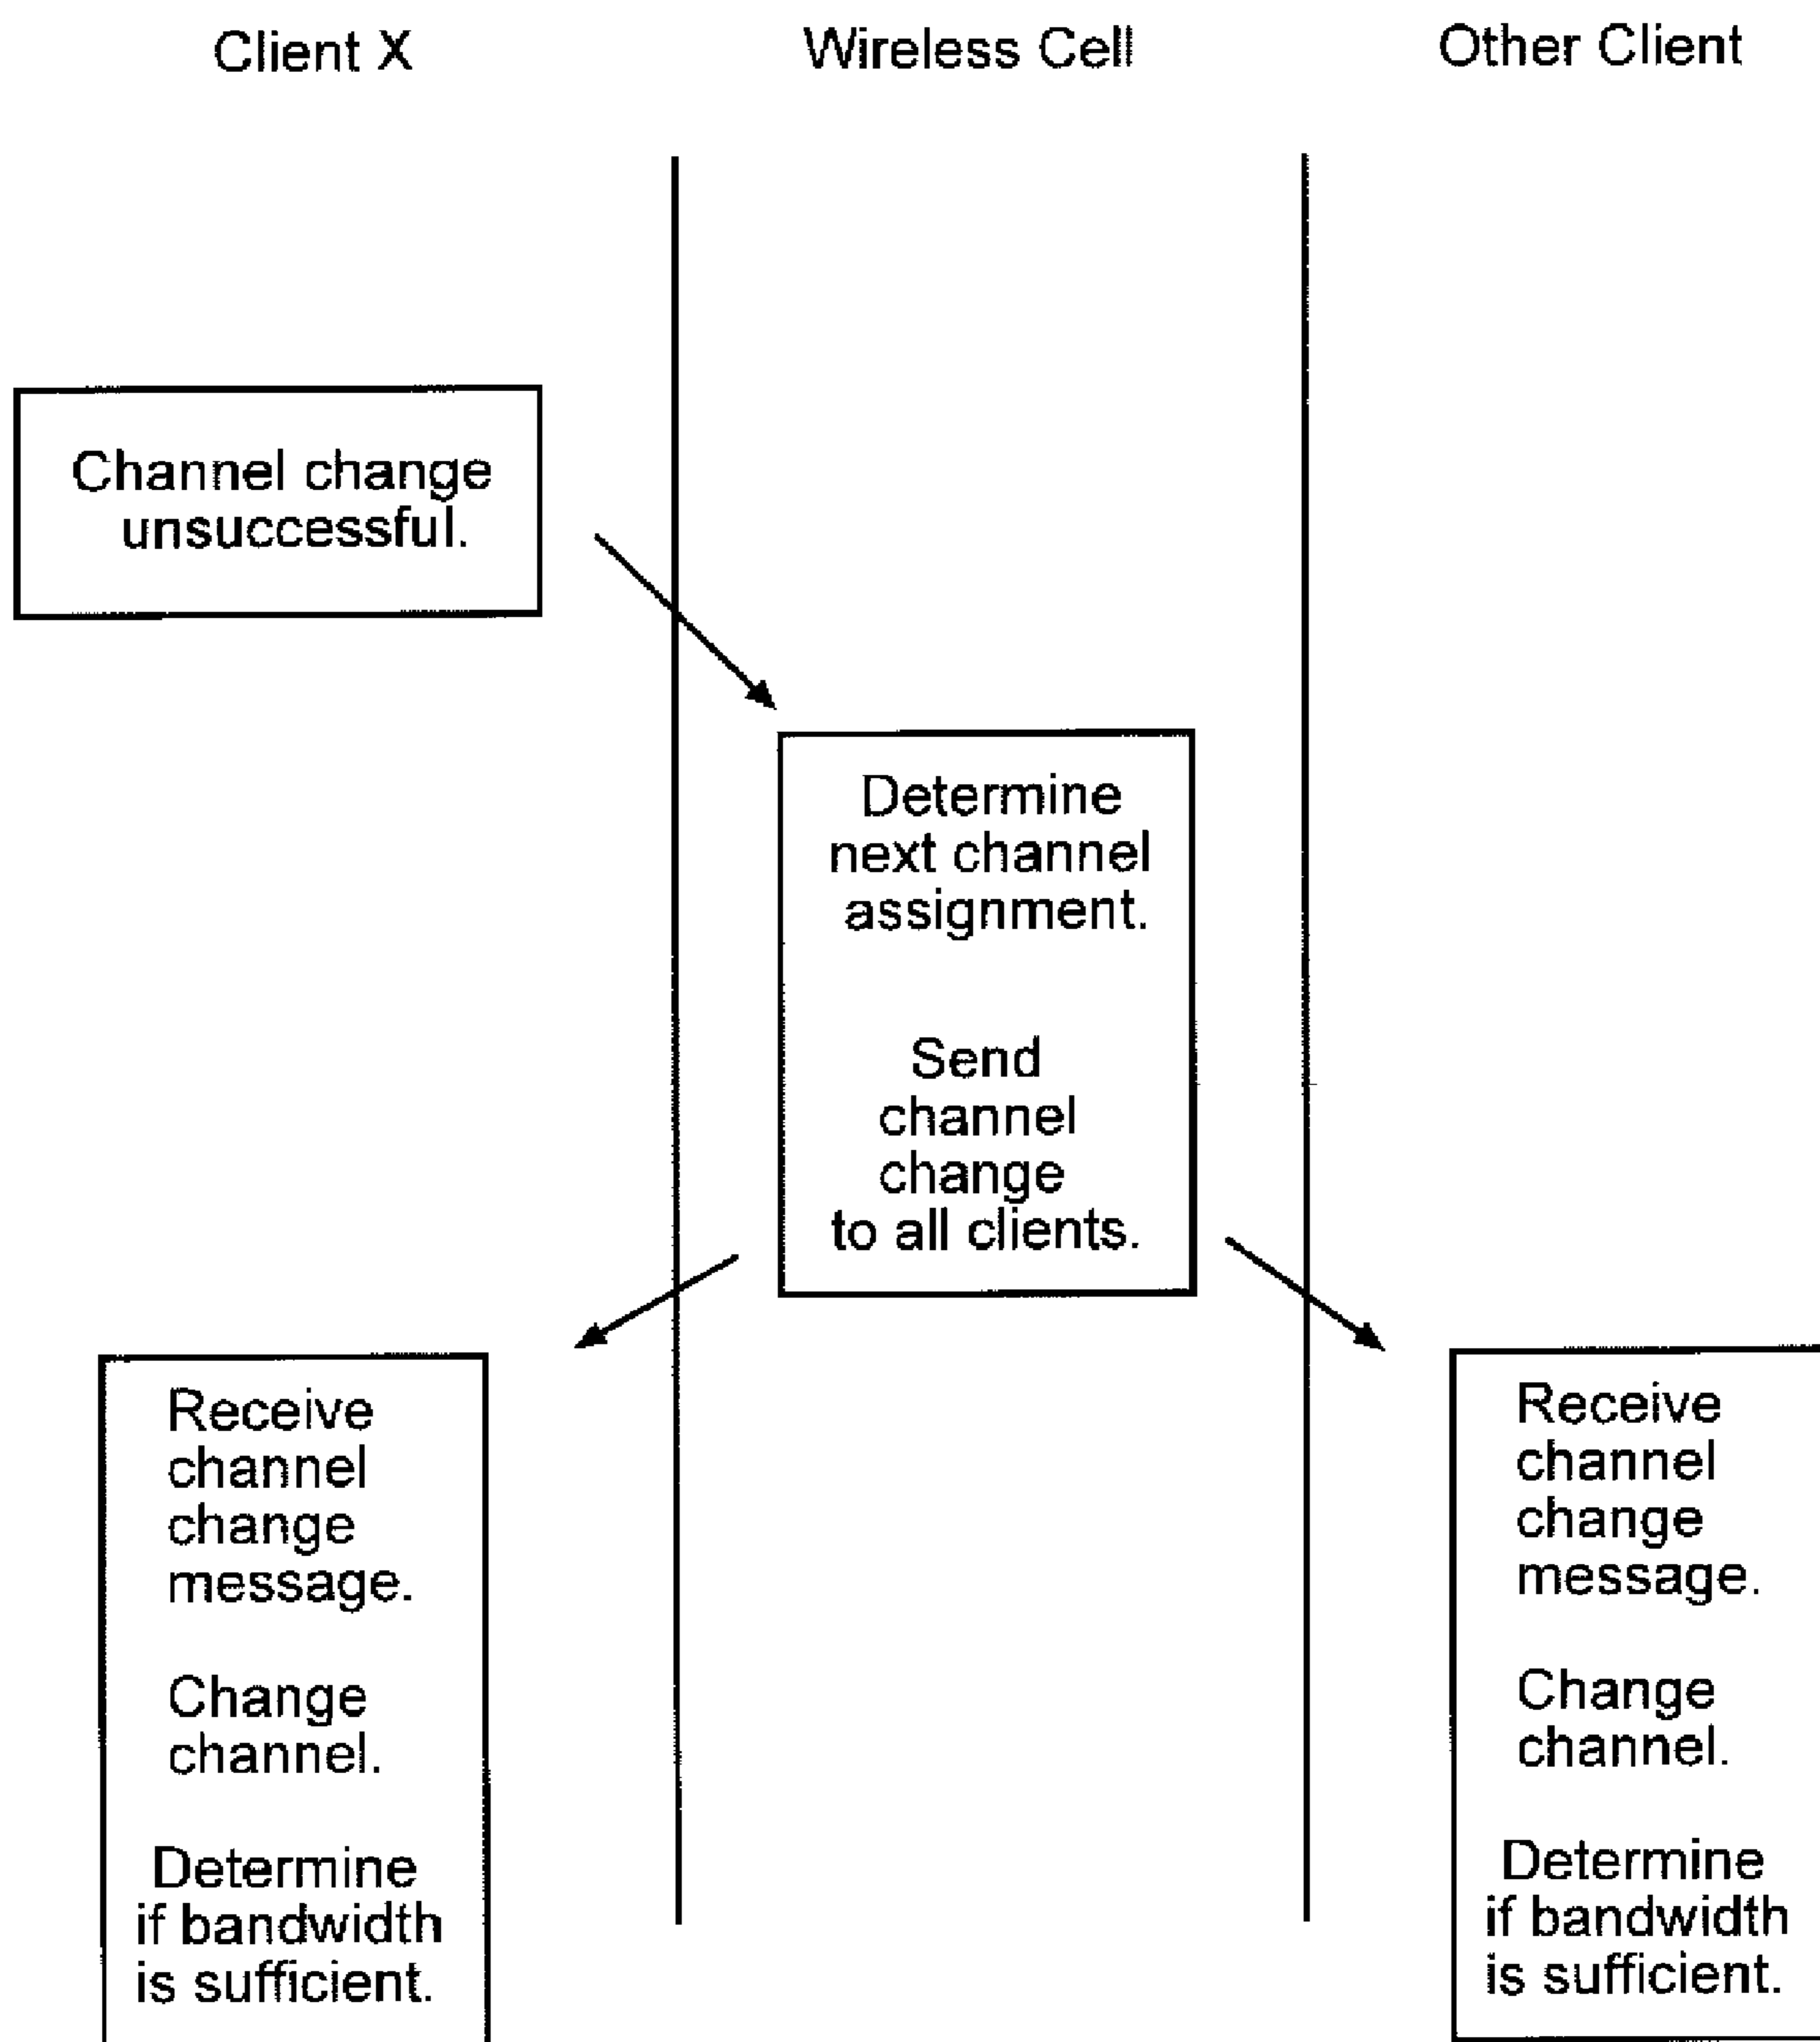 Client X
Wireless Cell
Other Client
Channel change
unsuccessful.
Determine
next channel
assignment.
Send
channel
change
to all clients.
Receive
channel
change
message.
Change
channel.
Determine
if bandwidth
is sufficient.
Receive
channel
change
message.
Change
channel.
Determine
if bandwidth
is sufficient.